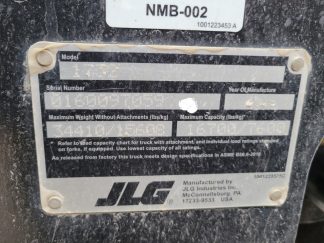 NMB-002
1001223453 A
Model
Serial Number
Year Of Manufacture
Maximum Weight Without Attachments (lbs/kg)
Maximum Capacity (lbs/kg)*
* Refer to load capacity chart for truck with attachment, and individual load ratings stamped
on forks, if equipped. Use lowest capacity of all ratings.
As released from factory this truck meets design specifications in ASME B56.6-2016
JLG
Manufactured by
JLG Industries Inc.
McConnellsburg, PA
17233-9533 USA